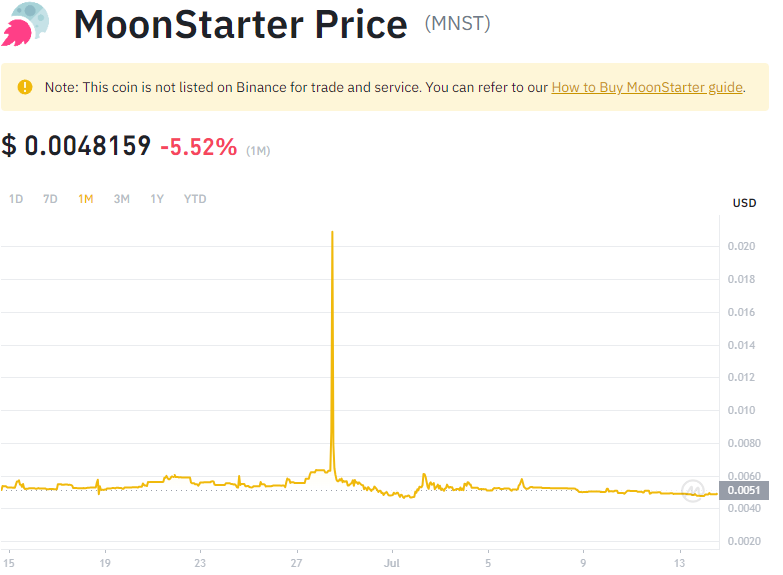 MoonStarter Price (MNST)
Note: This coin is not listed on Binance for trade and service. You can refer to our How to Buy MoonStarter guide.
$ 0.0048159 -5.52% (1M)
1D 7D 1M 3M 1Y YTD
USD
0.020
0.018
0.016
0.014
0.012
0.010
0.0080
0.0060
0.0051
0.0040
0.0020
15 19 23 27 Jul 5 9 13